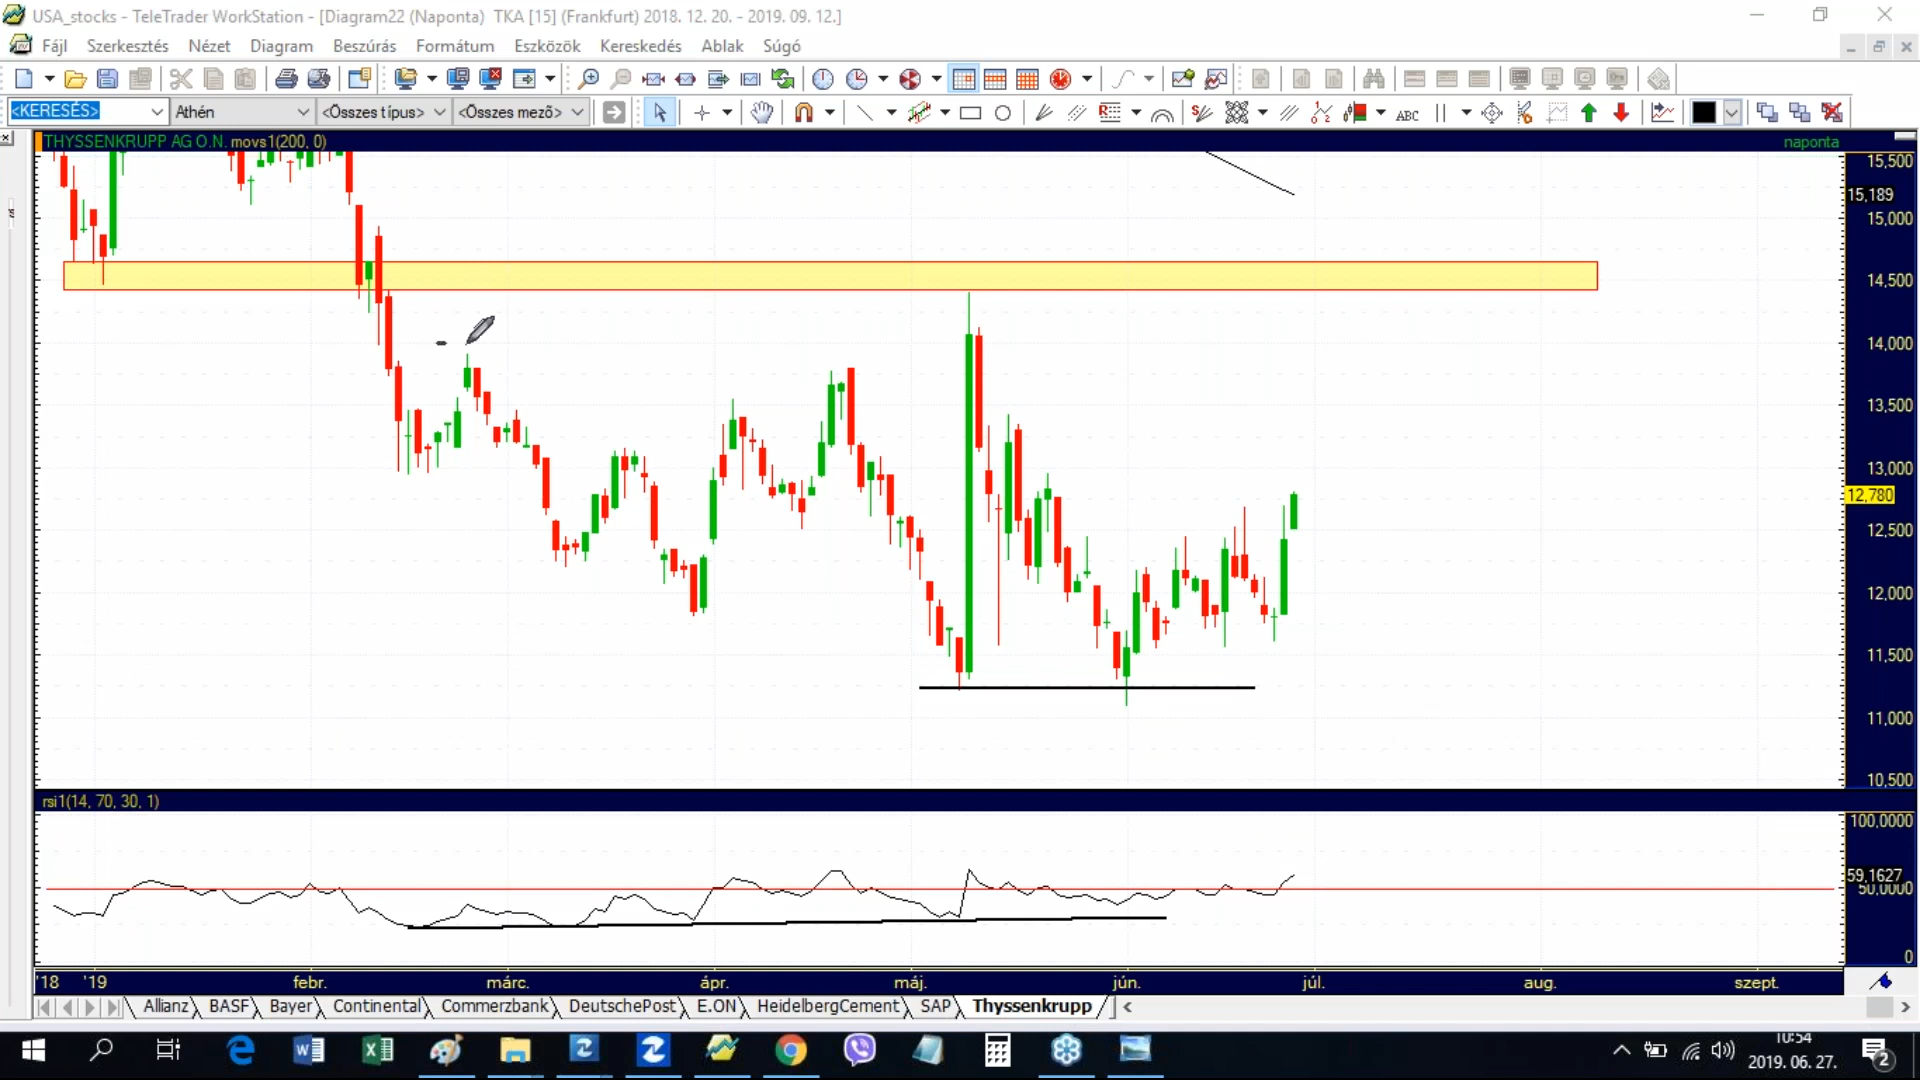 USA_stocks - TeleTrader WorkStation - [Diagram22 (Naponta)  TKA [15] (Frankfurt) 2018. 12. 20. - 2019. 09. 12.]
Fájl Szerkesztés Nézet Diagram Beszúrás Formátum Eszközök Kereskedés Ablak Súgó
<KERESÉS> Athén <Összes típus> <Összes mező> ABC
THYSSENKRUPP AG O.N. movs1(200, 0) naponta
15,500
15,189
15,000
14,500
14,000
13,500
13,000
12,780
12,500
12,000
11,500
11,000
10,500
rsi1(14, 70, 30, 1)
100,0000
59,1627
50,0000
0
'18 '19 febr. márc. ápr. máj. jún. júl. aug. szept.
Allianz BASF Bayer Continental Commerzbank DeutschePost E.ON HeidelbergCement SAP Thyssenkrupp
10:54
2019. 06. 27.
2